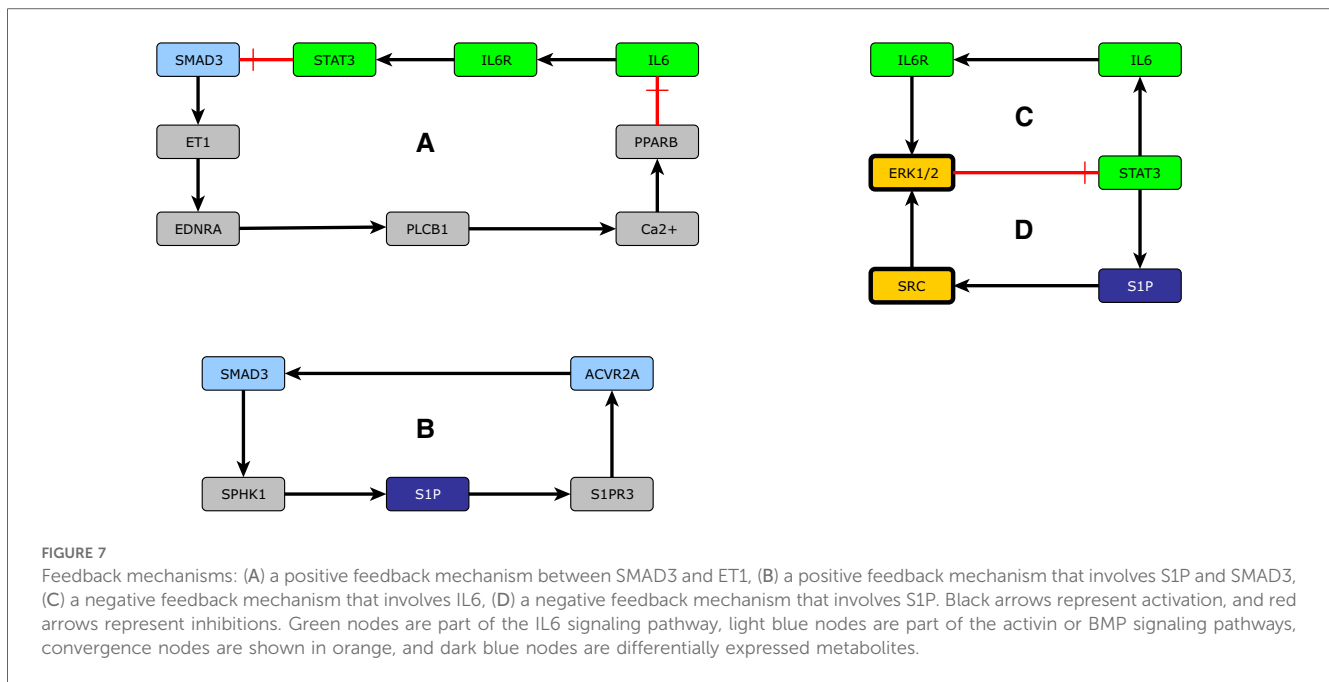 SMAD3 STAT3 IL6R IL6
ET1 A PPARB
EDNRA PLCB1 Ca2+
IL6R IL6
C
ERK1/2 STAT3
D
SRC S1P
SMAD3 ACVR2A
B
SPHK1 S1P S1PR3
FIGURE 7
Feedback mechanisms: (A) a positive feedback mechanism between SMAD3 and ET1, (B) a positive feedback mechanism that involves S1P and SMAD3,
(C) a negative feedback mechanism that involves IL6, (D) a negative feedback mechanism that involves S1P. Black arrows represent activation, and red
arrows represent inhibitions. Green nodes are part of the IL6 signaling pathway, light blue nodes are part of the activin or BMP signaling pathways,
convergence nodes are shown in orange, and dark blue nodes are differentially expressed metabolites.